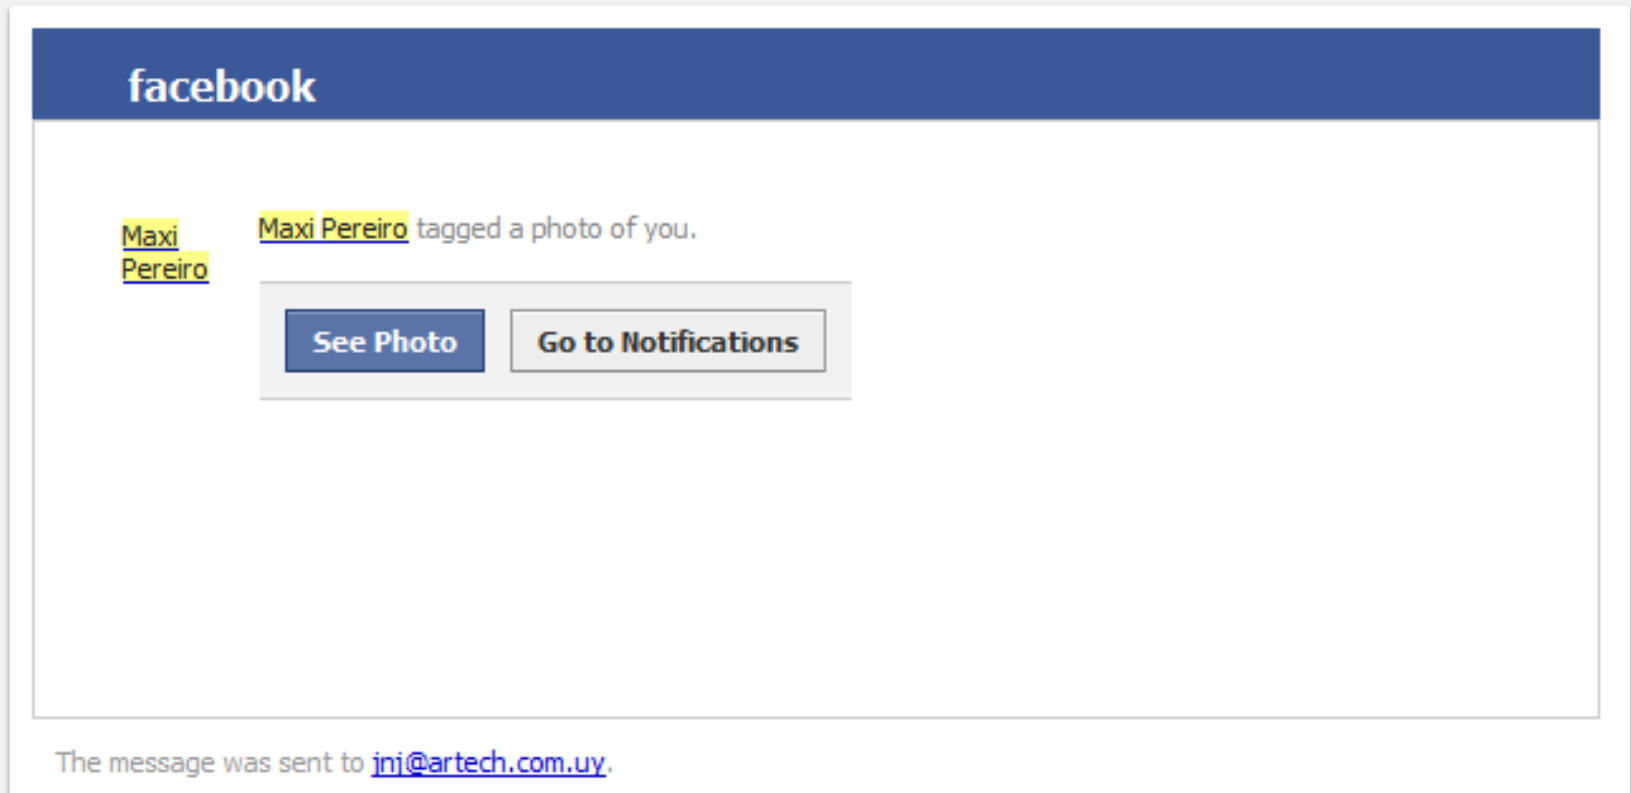 facebook
Maxi
Pereiro
Maxi Pereiro tagged a photo of you.
See Photo
Go to Notifications
The message was sent to jnj@artech.com.uy.